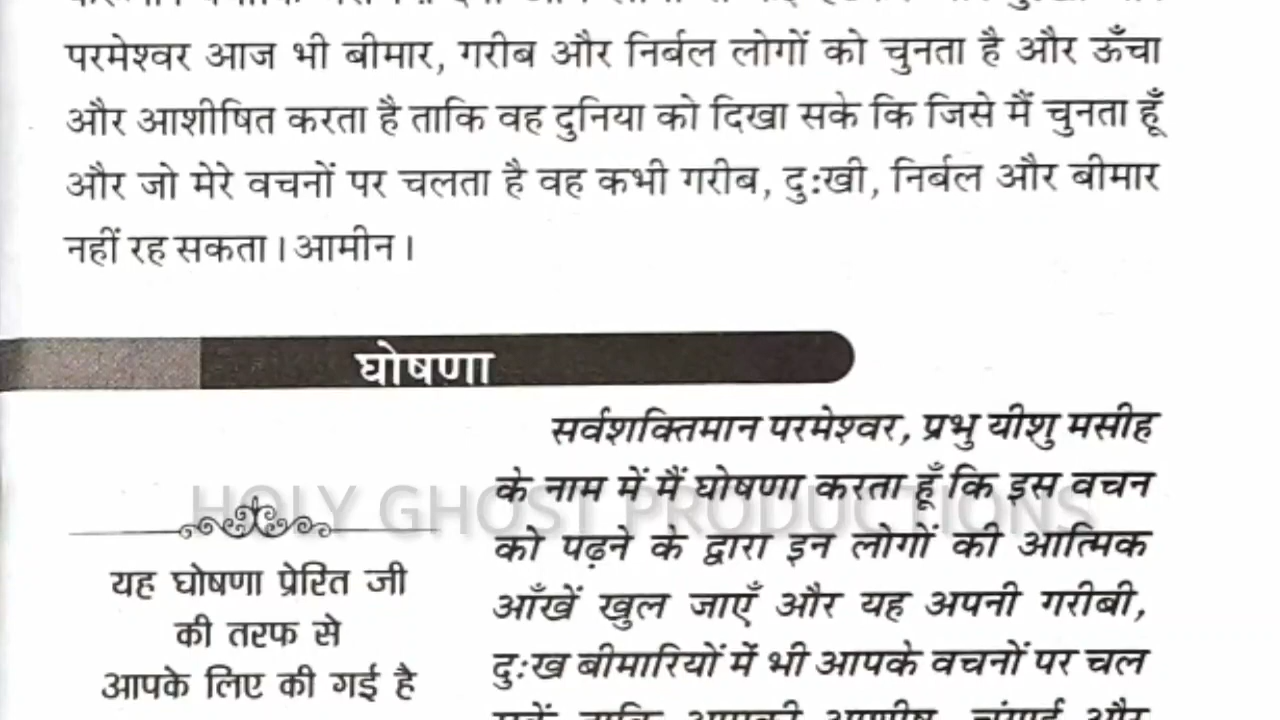 परमेश्वर आज भी बीमार, गरीब और निर्बल लोगों को चुनता है और ऊँचा
और आशीषित करता है ताकि वह दुनिया को दिखा सके कि जिसे मैं चुनता हूँ
और जो मेरे वचनों पर चलता है वह कभी गरीब, दुःखी, निर्बल और बीमार
नहीं रह सकता। आमीन।
घोषणा
सर्वशक्तिमान परमेश्वर, प्रभु यीशु मसीह
के नाम में मैं घोषणा करता हूँ कि इस वचन
को पढ़ने के द्वारा इन लोगों की आत्मिक
आँखें खुल जाएँ और यह अपनी गरीबी,
दुःख बीमारियों में भी आपके वचनों पर चल
HOLY GHOST PRODUCTIONS
यह घोषणा प्रेरित जी
की तरफ से
आपके लिए की गई है